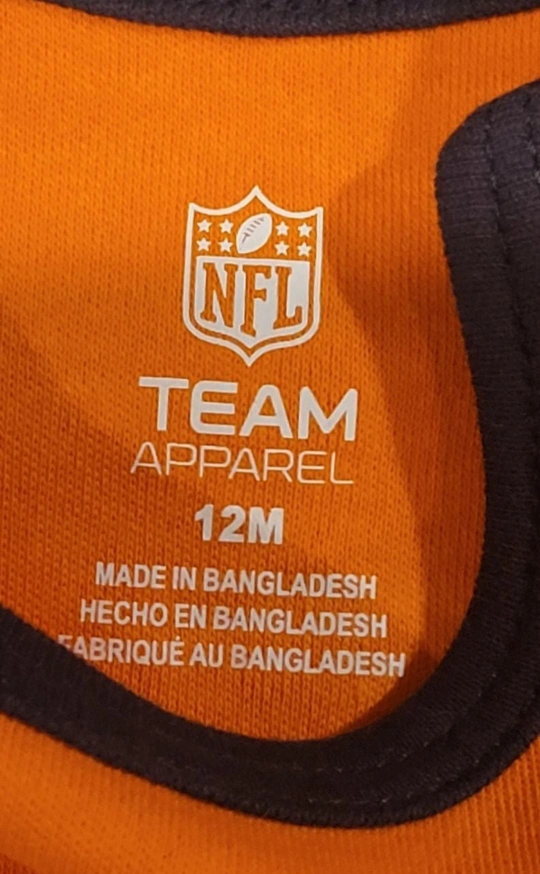 NFL
TEAM
APPAREL
12M
MADE IN BANGLADESH
HECHO EN BANGLADESH
FABRIQUÉ AU BANGLADESH